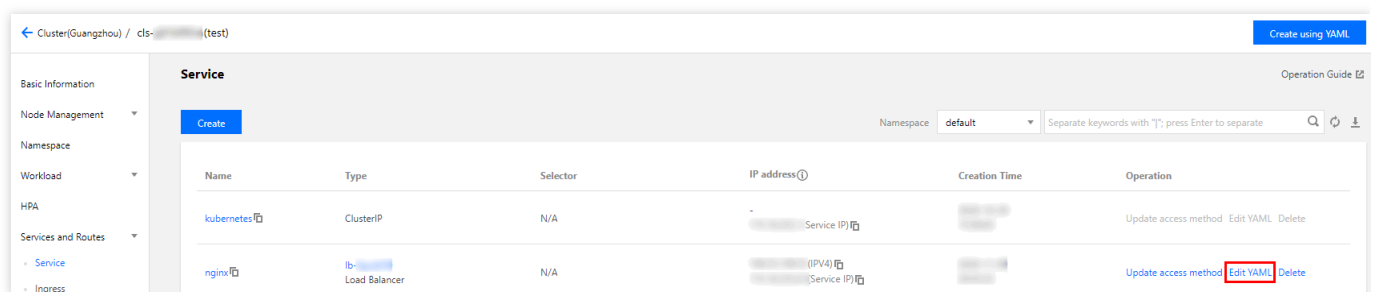 Cluster(Guangzhou) / cls- (test)
Create using YAML
Basic Information
Node Management
Namespace
Workload
HPA
Services and Routes
Service
Ingress
Service
Operation Guide
Create
Namespace default Separate keywords with "|"; press Enter to separate
Name Type Selector IP address Creation Time Operation
kubernetes ClusterIP N/A - Update access method Edit YAML Delete
Service IP)
nginx lb- N/A (IPV4) Update access method Edit YAML Delete
Load Balancer (Service IP)